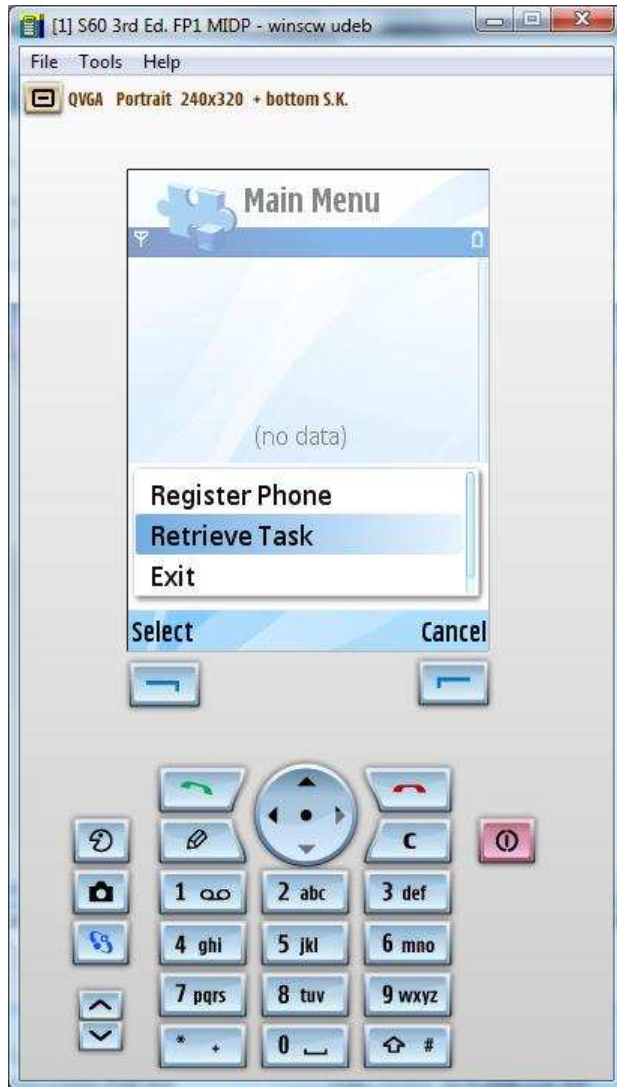 [1] S60 3rd Ed. FP1 MIDP - winscw udeb
File Tools Help
QVGA Portrait 240x320 + bottom S.K.
Main Menu
(no data)
Register Phone
Retrieve Task
Exit
Select Cancel
C
1
2 abc 3 def
4 ghi 5 jkl 6 mno
7 pqrs 8 tuv 9 wxyz
* + 0 #